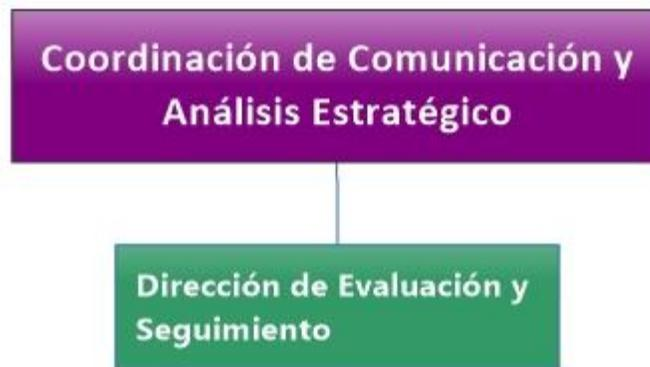 Coordinación de Comunicación y
Análisis Estratégico
Dirección de Evaluación y
Seguimiento